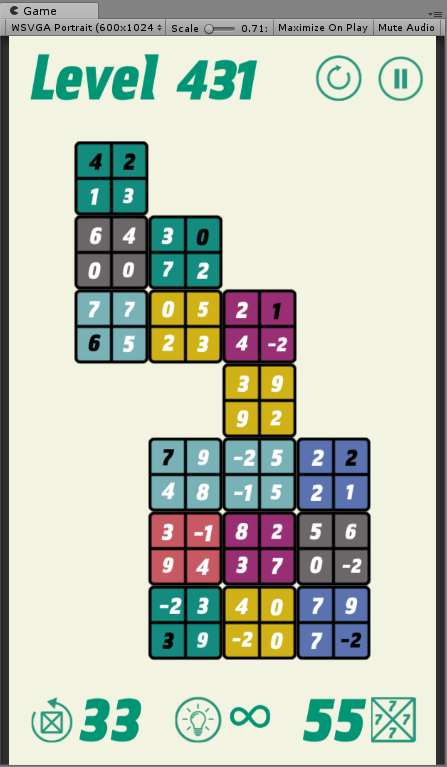 Game
WSVGA Portrait (600x1024 Scale 0.71: Maximize On Play Mute Audio
Level 431
4 2
1 3
6 4 3 0
0 0 7 2
7 7 0 5 2 1
6 5 2 3 4 -2
3 9
9 2
7 9 -2 5 2 2
4 8 -1 5 2 1
3 -1 8 2 5 6
9 4 3 7 0 -2
-2 3 4 0 7 9
3 9 -2 0 7 -2
33 ∞ 55 7 7 7 7